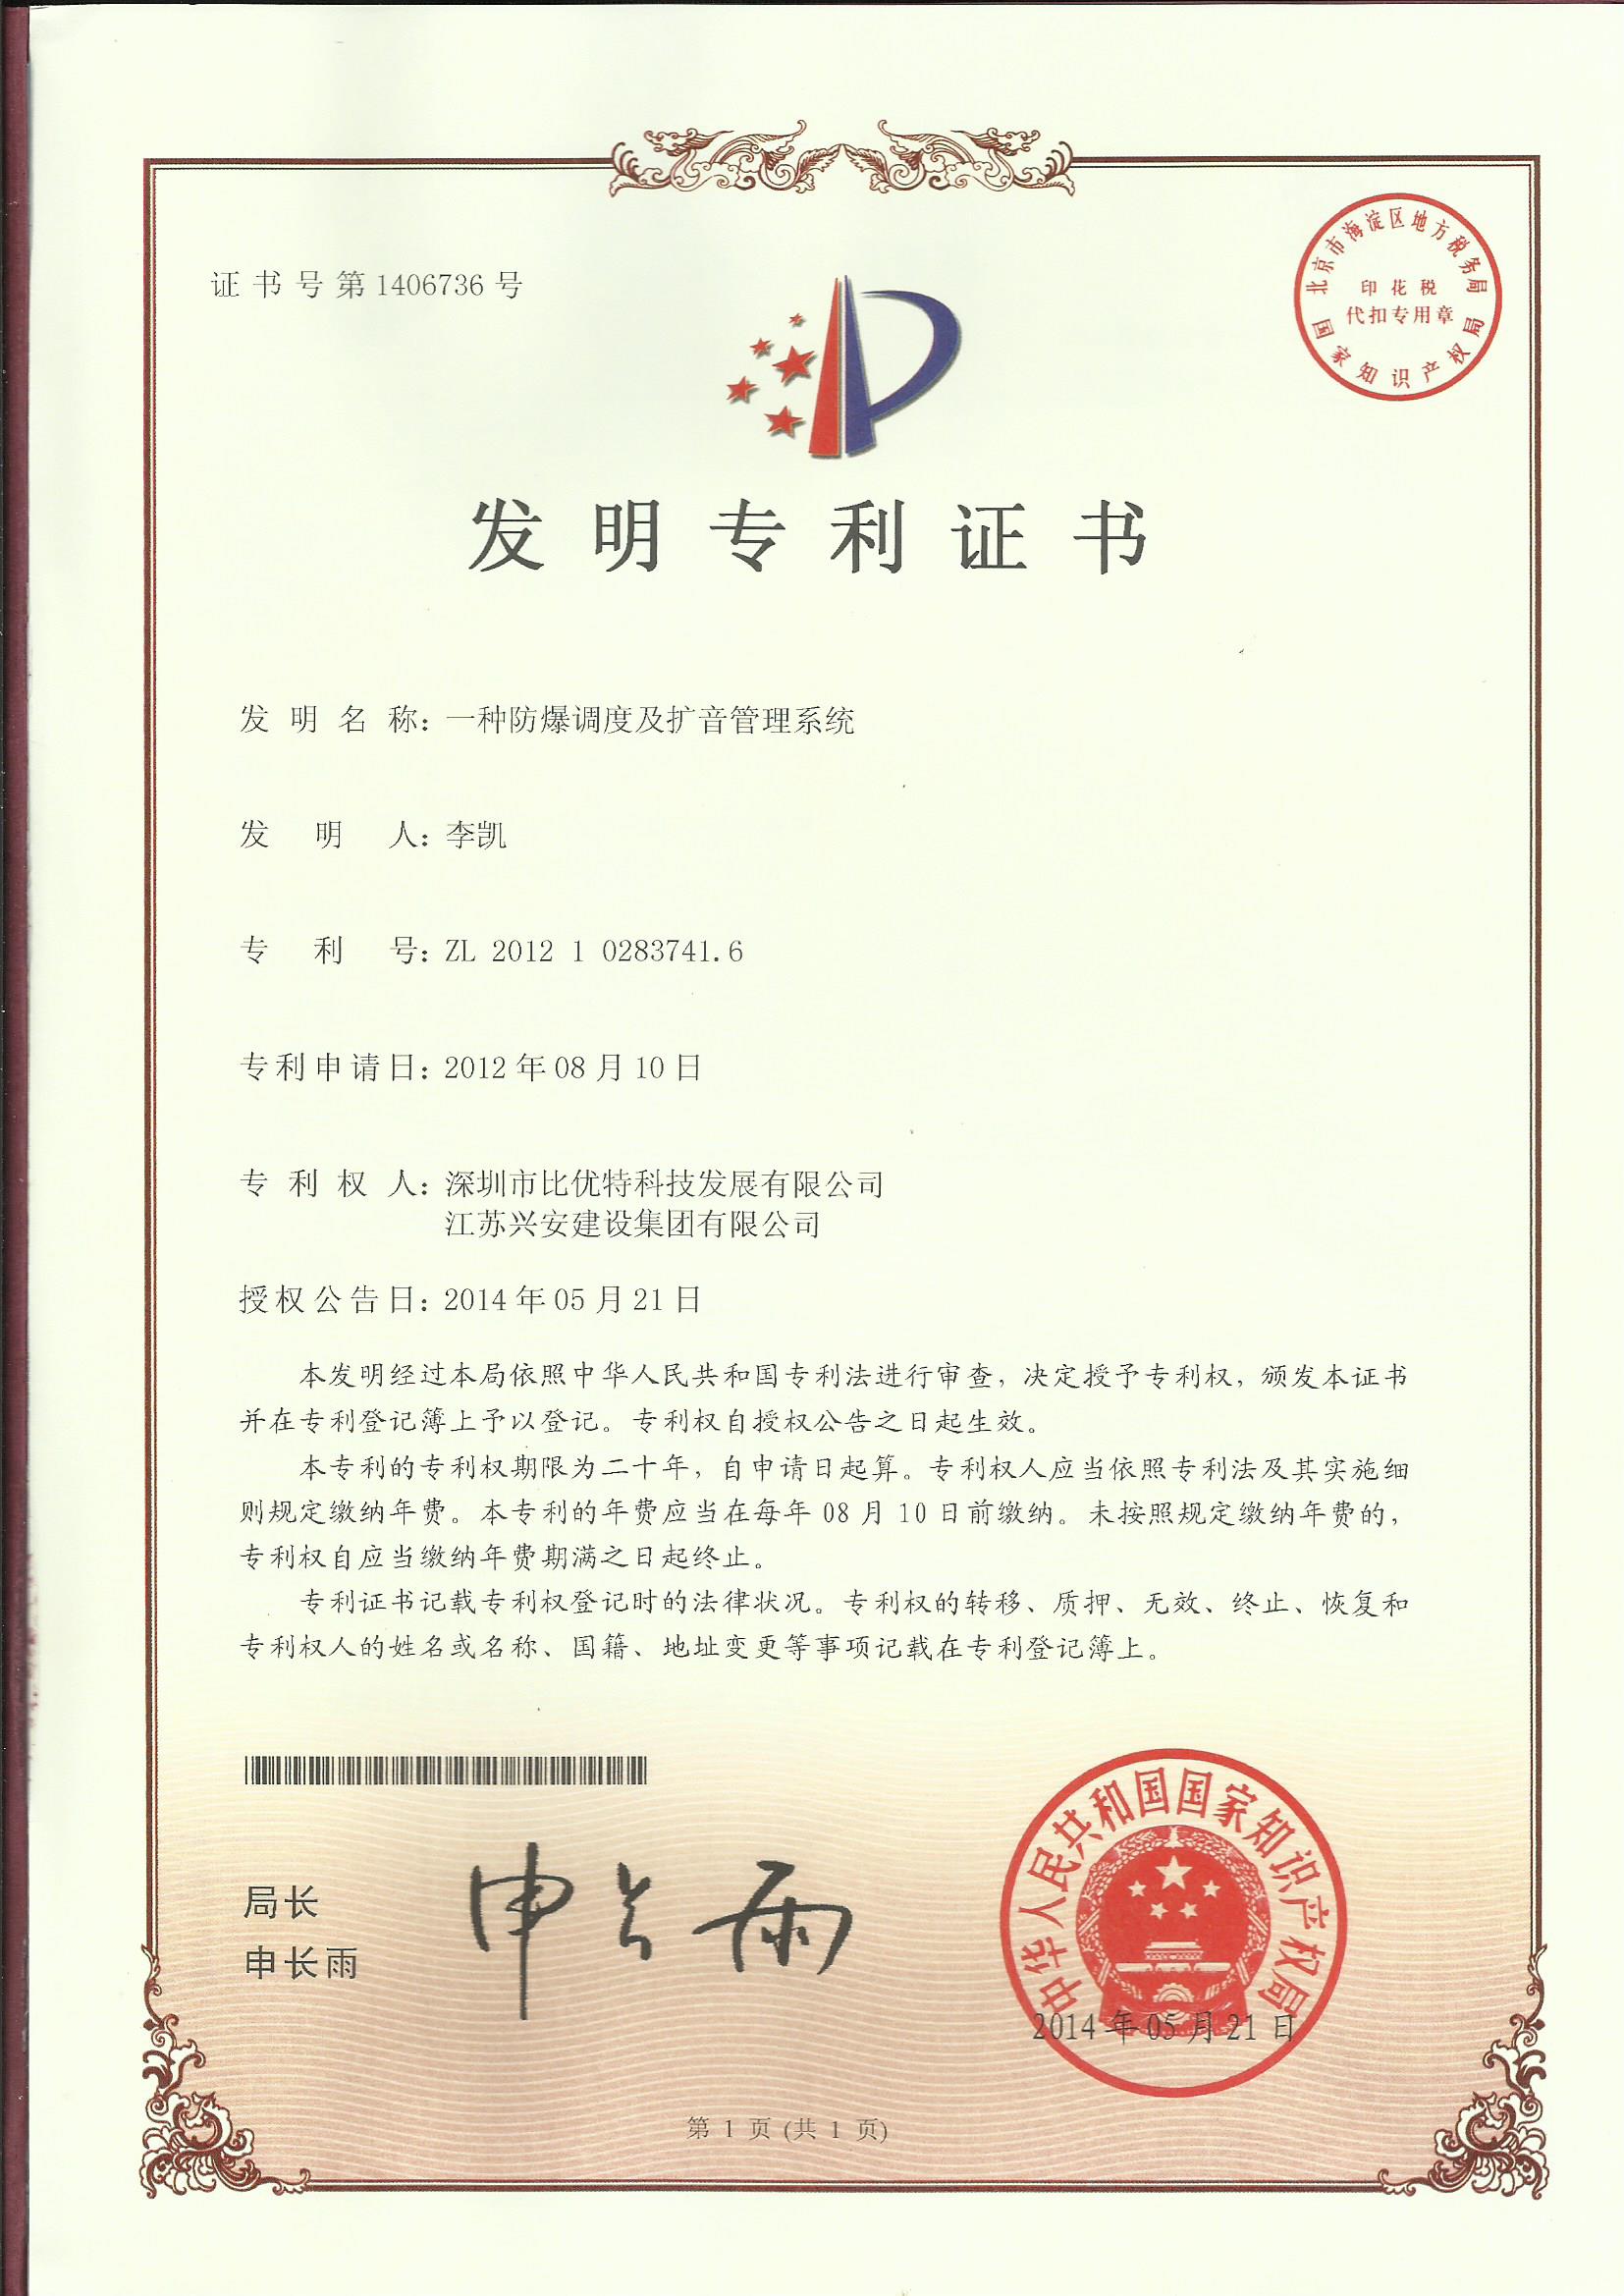 证书号第1406736号
北京市海淀区地方税务局
印花税
代扣专用章
国家知识产权局
发明专利证书
发明名称：一种防爆调度及扩音管理系统
发明人：李凯
专利号：ZL 2012 1 0283741.6
专利申请日：2012年08月10日
专利权人：深圳市比优特科技发展有限公司
江苏兴安建设集团有限公司
授权公告日：2014年05月21日
本发明经过本局依照中华人民共和国专利法进行审查，决定授予专利权，颁发本证书
并在专利登记簿上予以登记。专利权自授权公告之日起生效。
本专利的专利权期限为二十年，自申请日起算。专利权人应当依照专利法及其实施细
则规定缴纳年费。本专利的年费应当在每年08月10日前缴纳。未按照规定缴纳年费的，
专利权自应当缴纳年费期满之日起终止。
专利证书记载专利权登记时的法律状况。专利权的转移、质押、无效、终止、恢复和
专利权人的姓名或名称、国籍、地址变更等事项记载在专利登记簿上。
局长
申长雨
申长雨
中华人民共和国国家知识产权局
2014年05月21日
第 1 页 (共 1 页)